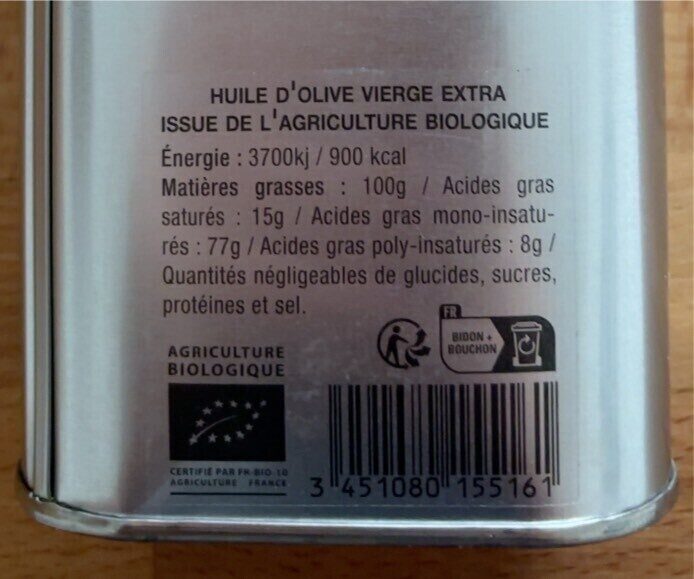 HUILE D'OLIVE VIERGE EXTRA
ISSUE DE L'AGRICULTURE BIOLOGIQUE
Énergie : 3700kj / 900 kcal
Matières grasses : 100g / Acides gras
saturés : 15g / Acides gras mono-insatu-
rés : 77g / Acides gras poly-insaturés : 8g /
Quantités négligeables de glucides, sucres,
protéines et sel.
FR
BIDON +
BOUCHON
AGRICULTURE
BIOLOGIQUE
CERTIFIÉ PAR FR-BIO-10
AGRICULTURE FRANCE
3 451080 155161